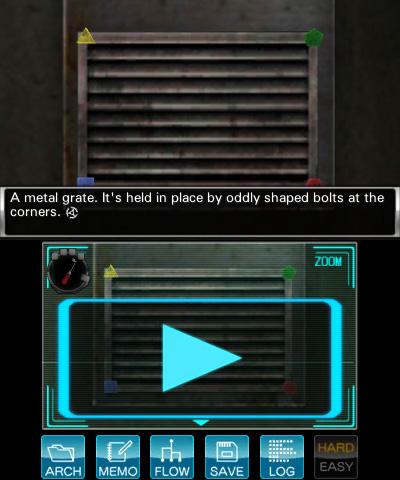 A metal grate. It's held in place by oddly shaped bolts at the
corners.
ZOOM
ARCH
MEMO
FLOW
SAVE
LOG
HARD
EASY